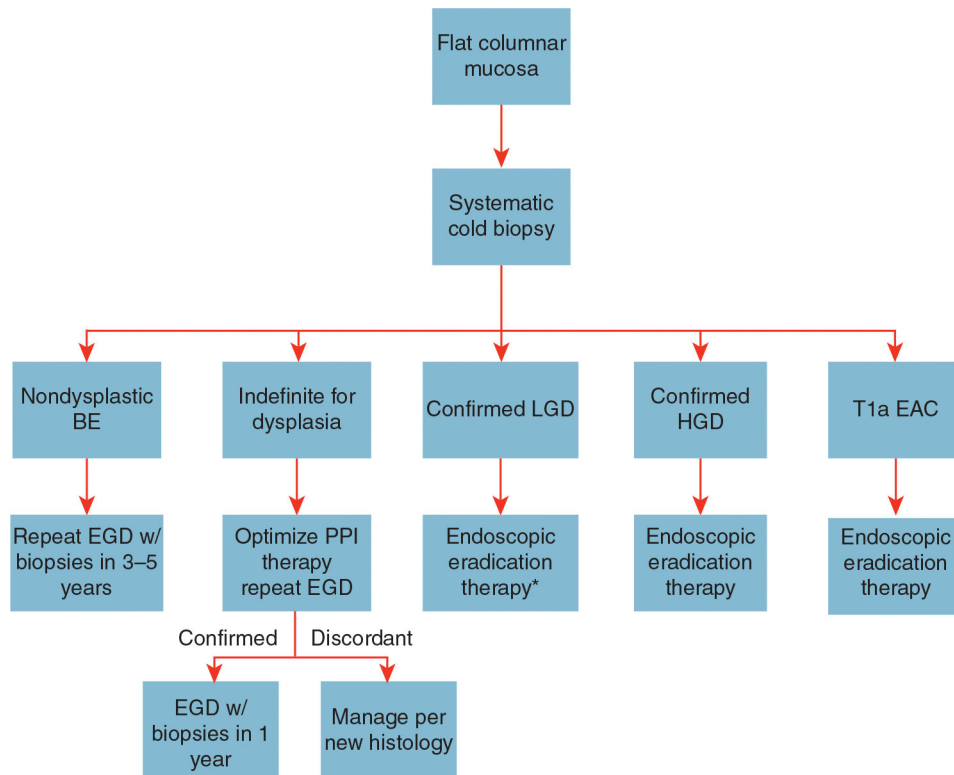 Flat columnar
mucosa
Systematic
cold biopsy
Nondysplastic
BE
Indefinite for
dysplasia
Confirmed LGD
Confirmed
HGD
T1a EAC
Repeat EGD w/
biopsies in 3–5
years
Optimize PPI
therapy
repeat EGD
Endoscopic
eradication
therapy*
Endoscopic
eradication
therapy
Endoscopic
eradication
therapy
Confirmed
Discordant
EGD w/
biopsies in 1
year
Manage per
new histology